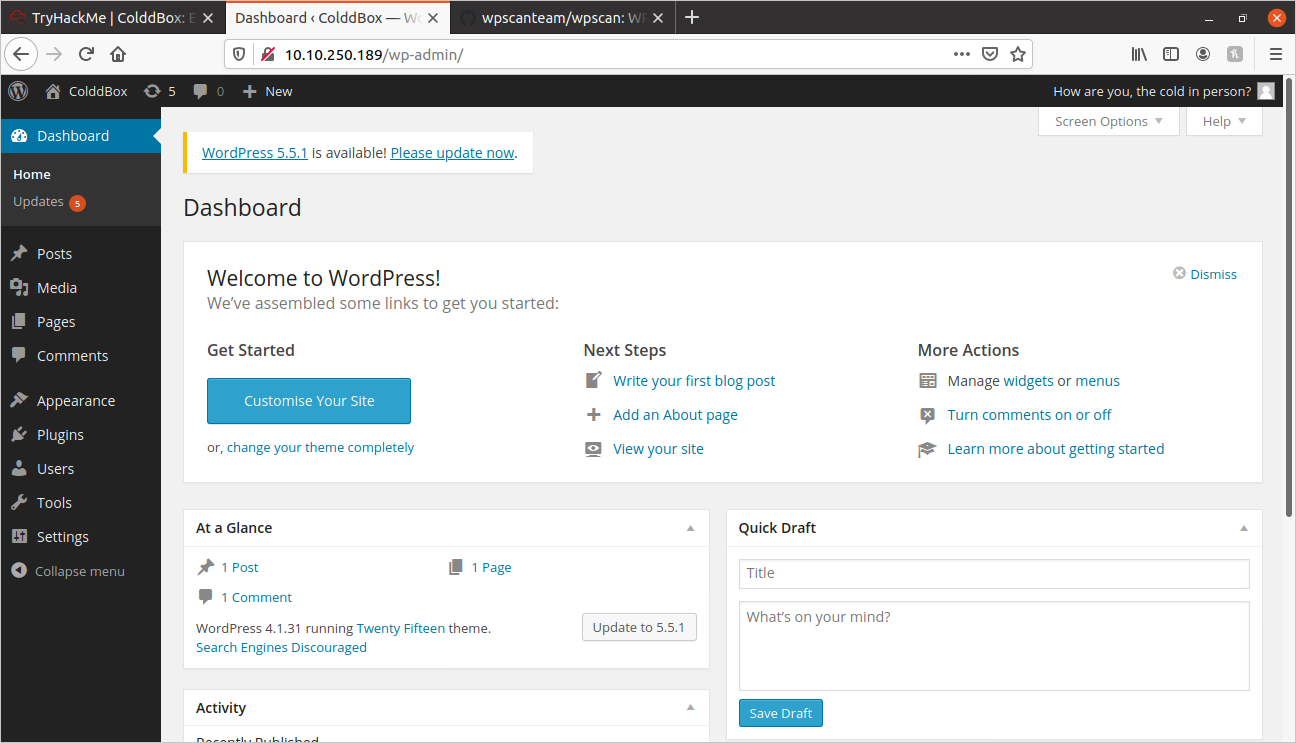 TryHackMe | ColddBox: E
Dashboard ‹ ColddBox — Wo
wpscanteam/wpscan: W
10.10.250.189/wp-admin/
ColddBox 5 0 New
How are you, the cold in person?
Dashboard
Home
Updates 5
Posts
Media
Pages
Comments
Appearance
Plugins
Users
Tools
Settings
Collapse menu
Screen Options Help
WordPress 5.5.1 is available! Please update now.
Dashboard
Welcome to WordPress!
We've assembled some links to get you started:
Dismiss
Get Started
Customise Your Site
or, change your theme completely
Next Steps
Write your first blog post
Add an About page
View your site
More Actions
Manage widgets or menus
Turn comments on or off
Learn more about getting started
At a Glance
1 Post 1 Page
1 Comment
WordPress 4.1.31 running Twenty Fifteen theme.
Update to 5.5.1
Search Engines Discouraged
Activity
Recently Published
Quick Draft
Title
What's on your mind?
Save Draft